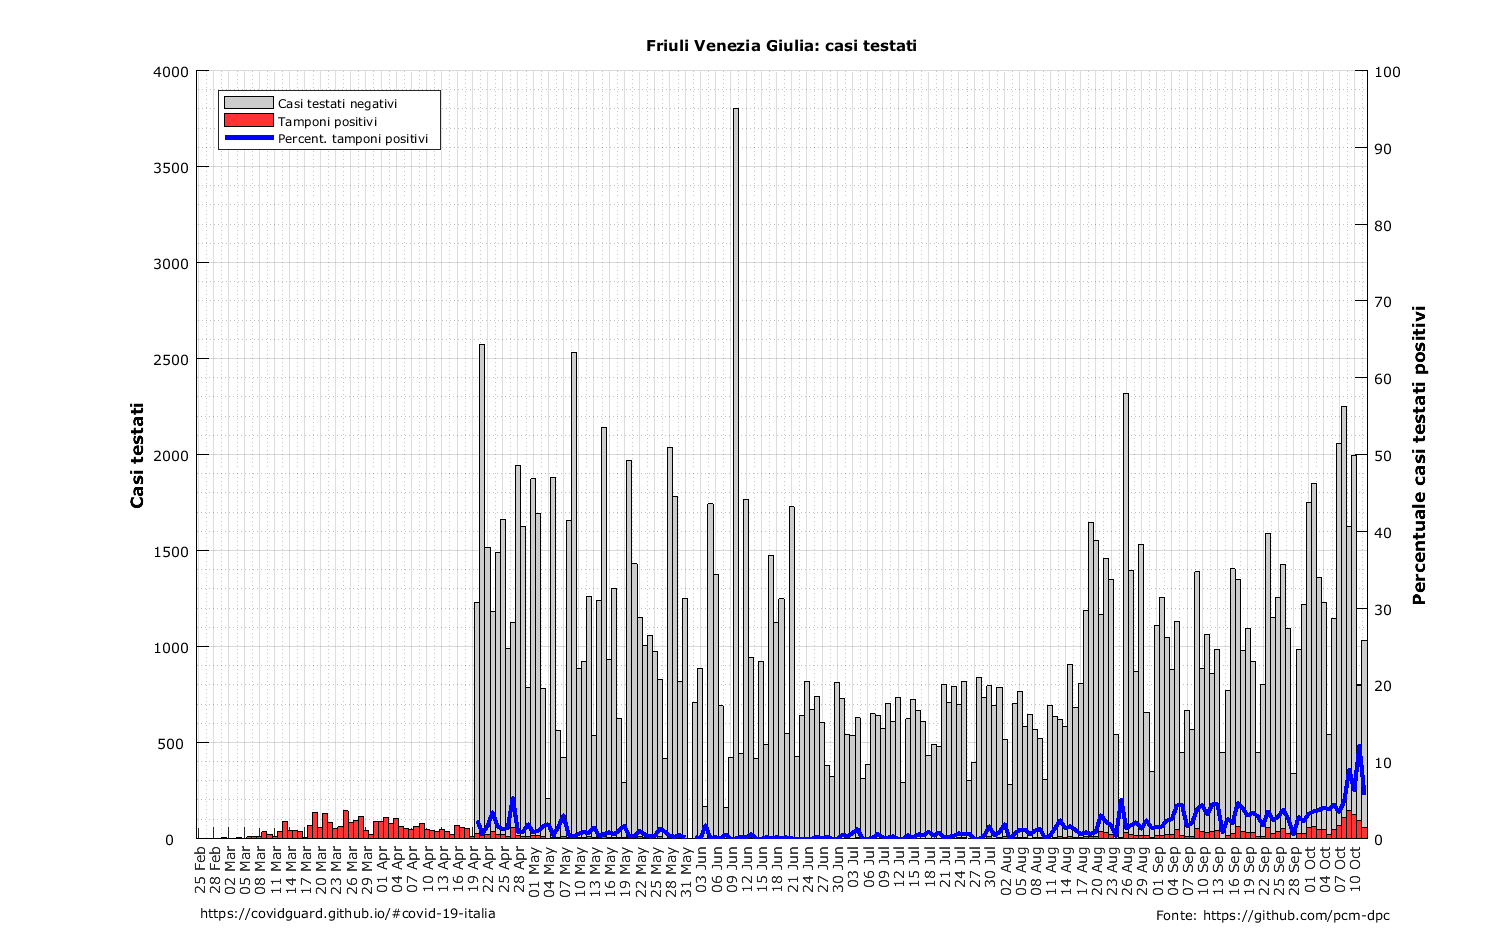 Friuli Venezia Giulia: casi testati
Casi testati negativi
Tamponi positivi
Percent. tamponi positivi
Casi testati
4000
3500
3000
2500
2000
1500
1000
500
0
100
90
80
70
60
50
40
30
20
10
0
Percentuale casi testati positivi
25 Feb
28 Feb
02 Mar
05 Mar
08 Mar
11 Mar
14 Mar
17 Mar
20 Mar
23 Mar
26 Mar
29 Mar
01 Apr
04 Apr
07 Apr
10 Apr
13 Apr
16 Apr
19 Apr
22 Apr
25 Apr
28 Apr
01 May
04 May
07 May
10 May
13 May
16 May
19 May
22 May
25 May
28 May
31 May
03 Jun
06 Jun
09 Jun
12 Jun
15 Jun
18 Jun
21 Jun
24 Jun
27 Jun
30 Jun
03 Jul
06 Jul
09 Jul
12 Jul
15 Jul
18 Jul
21 Jul
24 Jul
27 Jul
30 Jul
02 Aug
05 Aug
08 Aug
11 Aug
14 Aug
17 Aug
20 Aug
23 Aug
26 Aug
29 Aug
01 Sep
04 Sep
07 Sep
10 Sep
13 Sep
16 Sep
19 Sep
22 Sep
25 Sep
28 Sep
01 Oct
04 Oct
07 Oct
10 Oct
https://covidguard.github.io/#covid-19-italia
Fonte: https://github.com/pcm-dpc